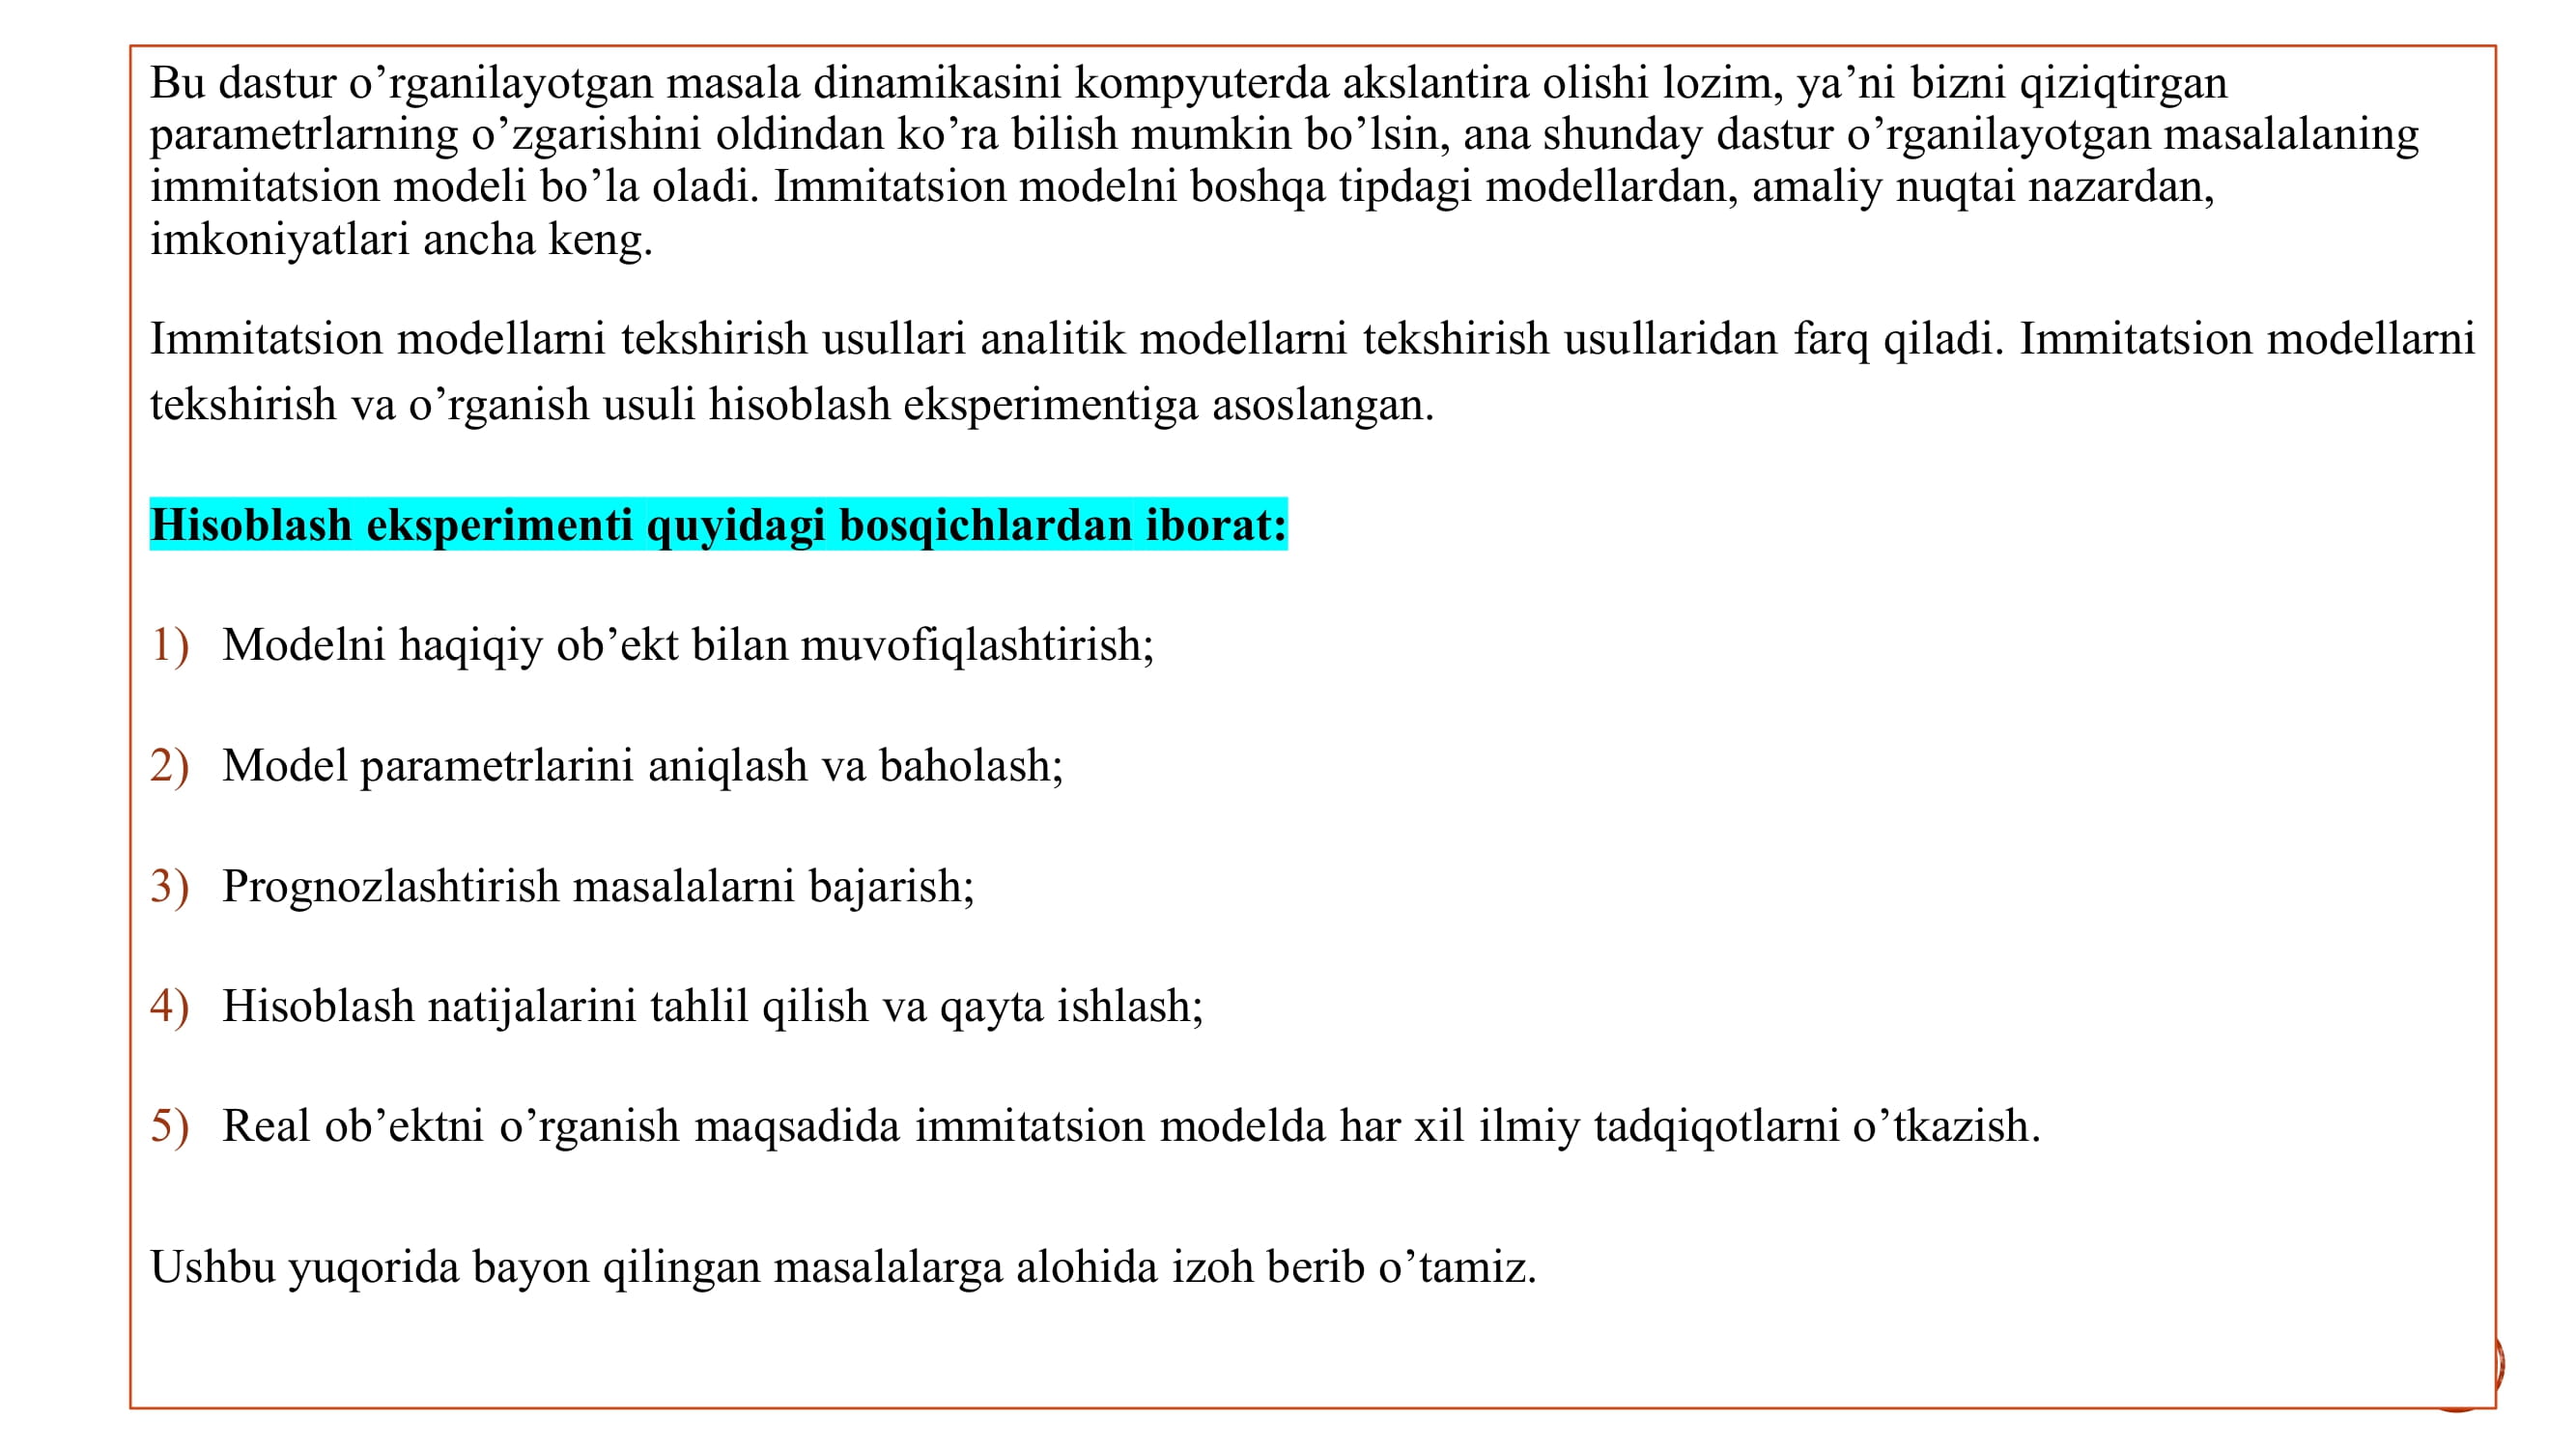 Bu dastur o’rganilayotgan masala dinamikasini kompyuterda akslantira olishi lozim, ya’ni bizni qiziqtirgan
parametrlarning o’zgarishini oldindan ko’ra bilish mumkin bo’lsin, ana shunday dastur o’rganilayotgan masalalaning
immitatsion modeli bo’la oladi. Immitatsion modelni boshqa tipdagi modellardan, amaliy nuqtai nazardan,
imkoniyatlari ancha keng.
Immitatsion modellarni tekshirish usullari analitik modellarni tekshirish usullaridan farq qiladi. Immitatsion modellarni
tekshirish va o’rganish usuli hisoblash eksperimentiga asoslangan.
Hisoblash eksperimenti quyidagi bosqichlardan iborat:
1) Modelni haqiqiy ob’ekt bilan muvofiqlashtirish;
2) Model parametrlarini aniqlash va baholash;
3) Prognozlashtirish masalalarni bajarish;
4) Hisoblash natijalarini tahlil qilish va qayta ishlash;
5) Real ob’ektni o’rganish maqsadida immitatsion modelda har xil ilmiy tadqiqotlarni o’tkazish.
Ushbu yuqorida bayon qilingan masalalarga alohida izoh berib o’tamiz.